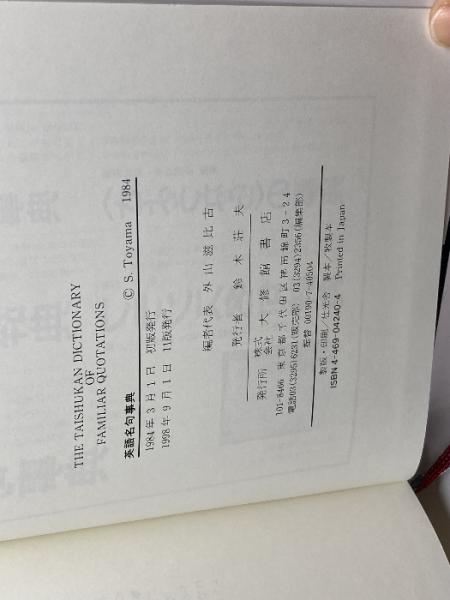 THE TAISHUKAN DICTIONARY
OF
FAMILIAR QUOTATIONS
英語名句事典 © S. Toyama 1984
1984年3月1日 初版発行
1998年9月1日 11版発行
編者代表 外山滋比古
発行者 鈴木荘夫
発行所 株式会社 大修館書店
101-8466 東京都千代田区神田錦町3-24
電話03(3295)6231(販売部) 03(3294)2356(編集部)
振替 00190-7-40504
製版・印刷/壮光舎 製本/牧製本
ISBN4-469-04240-4 Printed in Japan